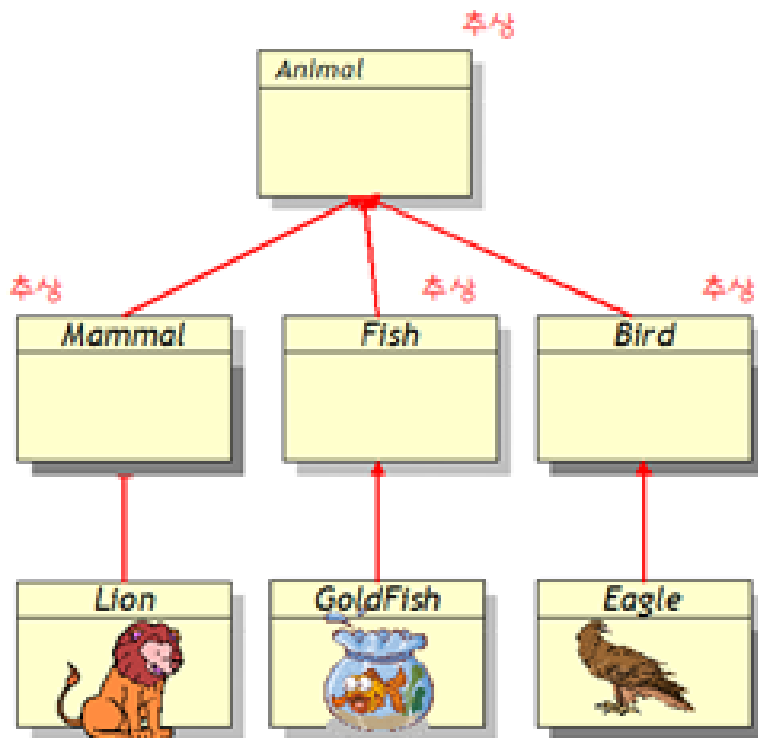 추상
Animal
추상 추상 추상
Mammal Fish Bird
Lion GoldFish Eagle